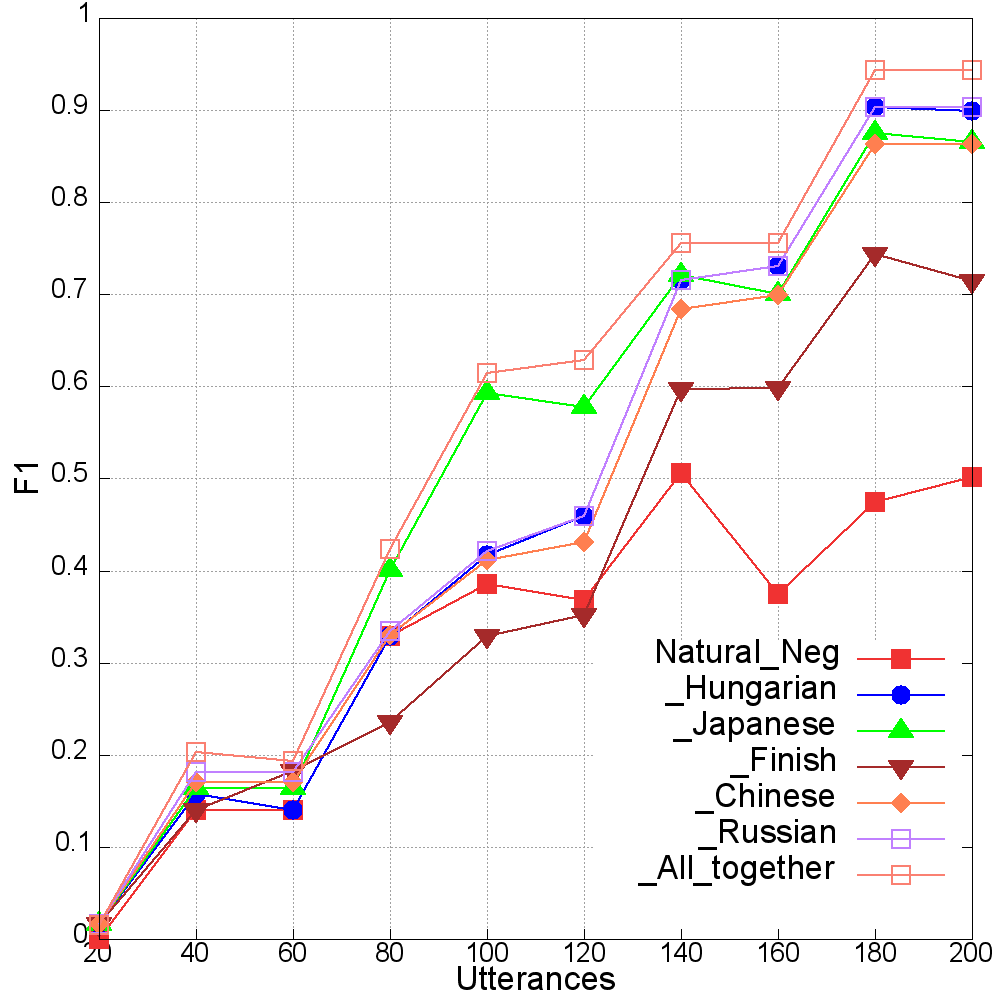 1
0.9
0.8
0.7
0.6
0.5
0.4
0.3
0.2
0.1
0
F1
Natural_Neg
_Hungarian
_Japanese
_Finish
_Chinese
_Russian
_All_together
20 40 60 80 100 120 140 160 180 200
Utterances